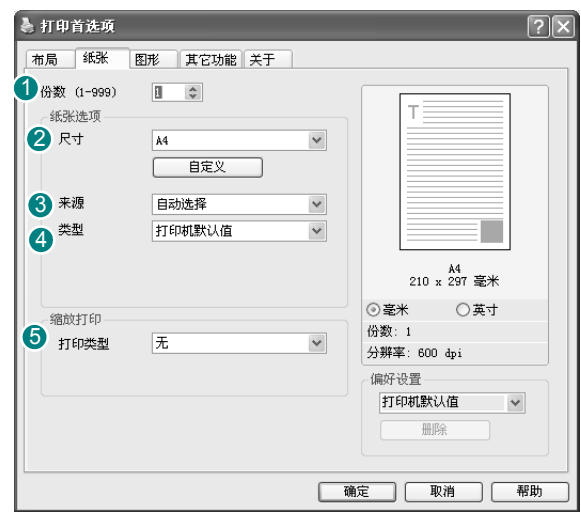 打印首选项
布局 纸张 图形 其它功能 关于
1 份数 (1-999) 1
纸张选项
2 尺寸 A4
自定义
3 来源 自动选择
4 类型 打印机默认值
缩放打印
5 打印类型 无
T
A4
210 x 297 毫米
毫米 英寸
份数: 1
分辨率: 600 dpi
偏好设置
打印机默认值
删除
确定 取消 帮助